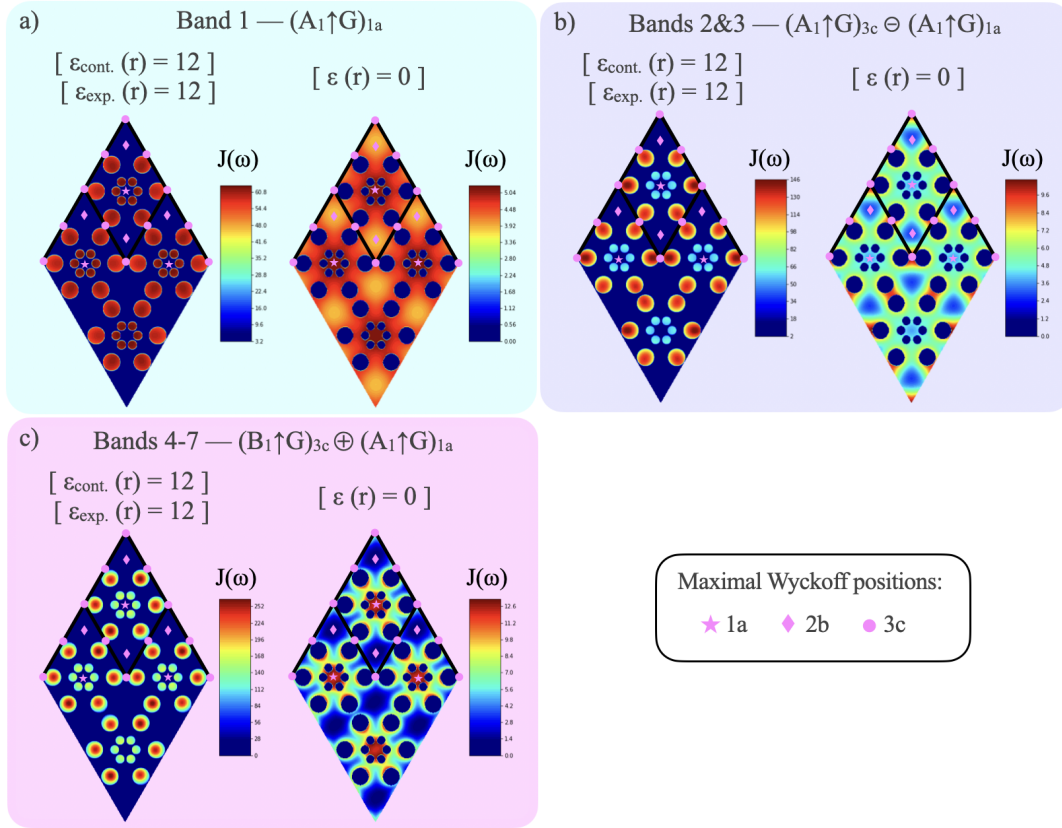 a)
Band 1 — (A₁↑G)₁ₐ
[ εcont. (r) = 12 ]
[ εexp. (r) = 12 ]
[ ε (r) = 0 ]
J(ω)
60.8
54.4
48.0
41.6
35.2
28.8
22.4
16.0
9.6
3.2
J(ω)
5.04
4.48
3.92
3.36
2.80
2.24
1.68
1.12
0.56
0.00
b)
Bands 2&3 — (A₁↑G)₃c ⊖ (A₁↑G)₁ₐ
[ εcont. (r) = 12 ]
[ εexp. (r) = 12 ]
[ ε (r) = 0 ]
J(ω)
146
130
114
98
82
66
50
34
18
2
J(ω)
9.6
8.4
7.2
6.0
4.8
3.6
2.4
1.2
0.0
c)
Bands 4-7 — (B₁↑G)₃c ⊕ (A₁↑G)₁ₐ
[ εcont. (r) = 12 ]
[ εexp. (r) = 12 ]
[ ε (r) = 0 ]
J(ω)
252
224
196
168
140
112
84
56
28
0
J(ω)
12.6
11.2
9.8
8.4
7.0
5.6
4.2
2.8
1.4
0.0
Maximal Wyckoff positions:
★ 1a ♦ 2b ● 3c